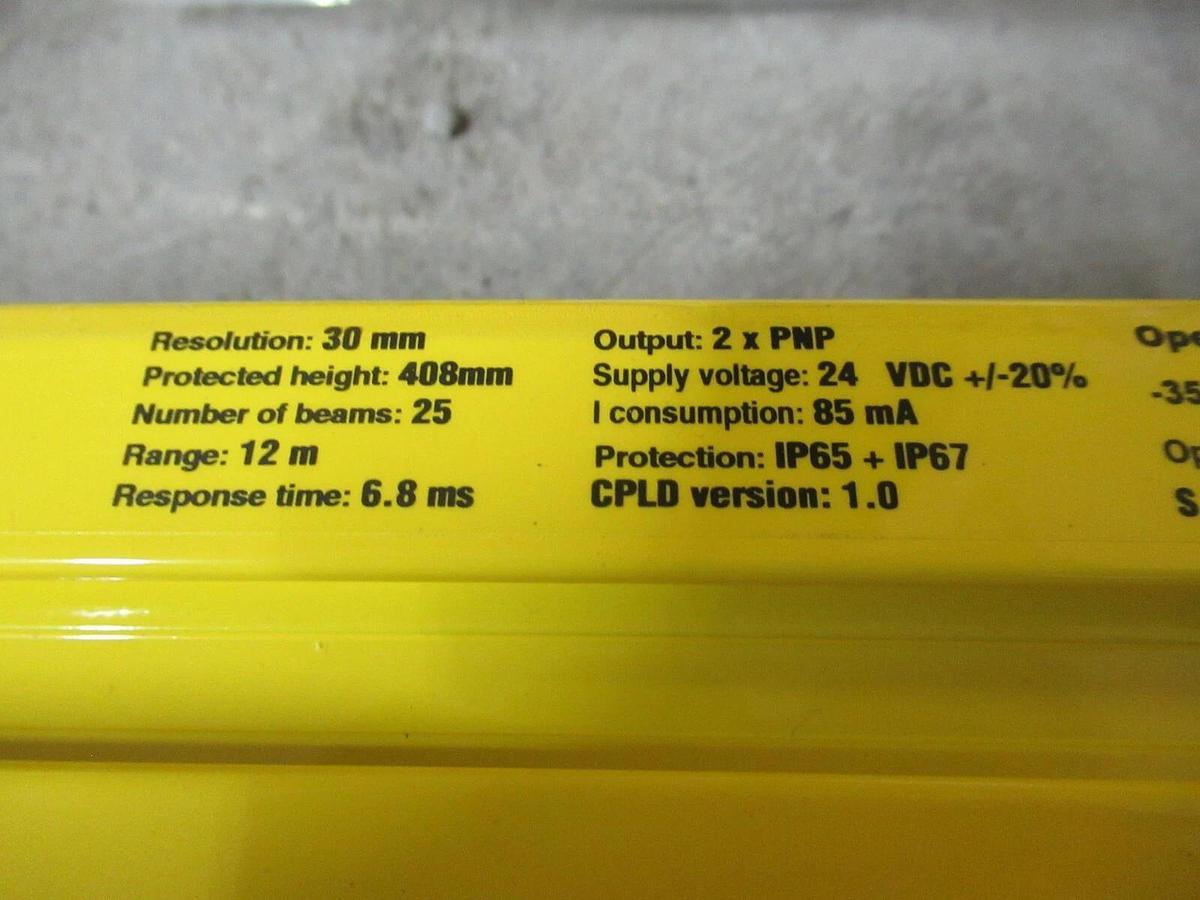 Resolution: 30 mm
Protected height: 408mm
Number of beams: 25
Range: 12 m
Response time: 6.8 ms
Output: 2 x PNP
Supply voltage: 24 VDC +/-20%
I consumption: 85 mA
Protection: IP65 + IP67
CPLD version: 1.0
-35